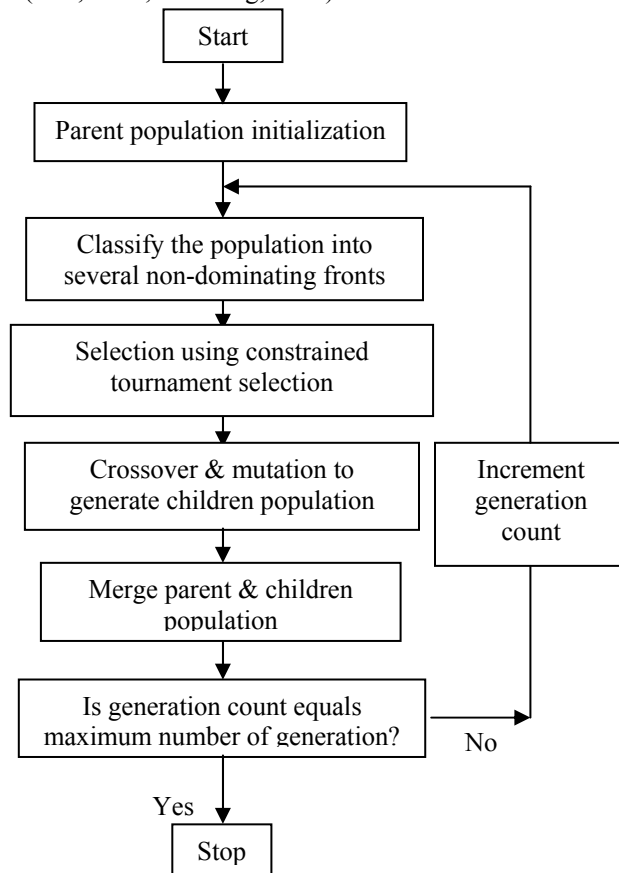 Start
Parent population initialization
Classify the population into
several non-dominating fronts
Selection using constrained
tournament selection
Crossover & mutation to
generate children population
Increment
generation
count
Merge parent & children
population
Is generation count equals
maximum number of generation?
No
Yes
Stop